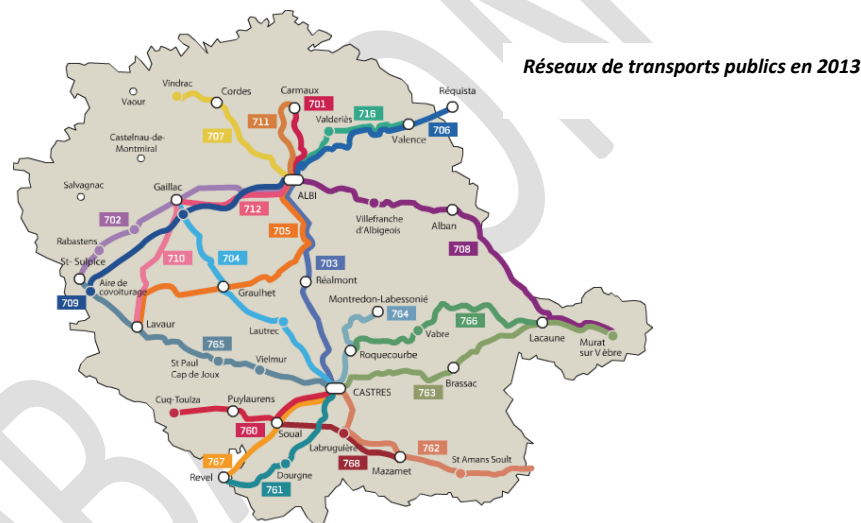 Réseaux de transports publics en 2013
Vindrac
Cordes
Carmaux
701
Réquista
Vaour
711
716
Valderiès
706
707
Valence
Castelnau-de-
Montmiral
Salvagnac
Gaillac
ALBI
712
702
705
Villefranche
d'Albigeois
Alban
Rabastens
708
St- Sulpice
710
704
703
Aire de
covoiturage
Réalmont
709
Graulhet
Montredon-Labessonié
764
766
Lavaur
Lautrec
Vabre
765
Lacaune
Murat
sur Vèbre
St Paul
Cap de Joux
Vielmur
Roquecourbe
Brassac
763
CASTRES
Cuq-Toulza
Puylaurens
760
Soual
Labruguière
762
767
768
St Amans Soult
Mazamet
Revel
Dourgne
761